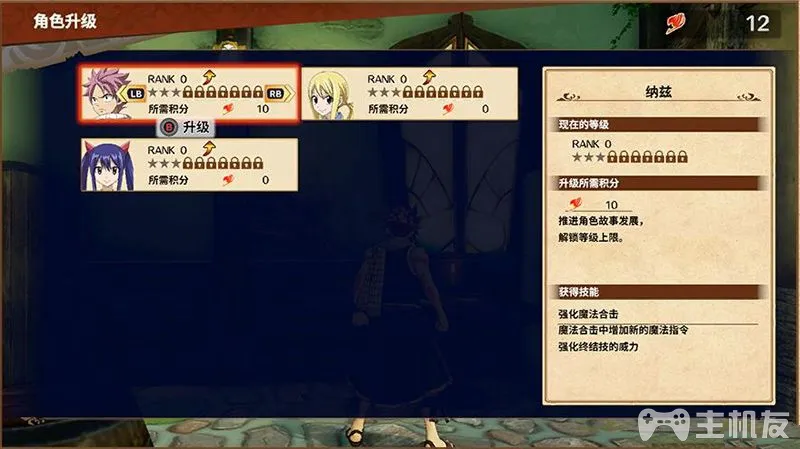 角色升级
12
RANK 0
LB
RB
所需积分 10
B 升级
RANK 0
所需积分 0
RANK 0
所需积分 0
纳兹
现在的等级
RANK 0
升级所需积分
10
推进角色故事发展，
解锁等级上限。
获得技能
强化魔法合击
魔法合击中增加新的魔法指令
强化终结技的威力
主机友